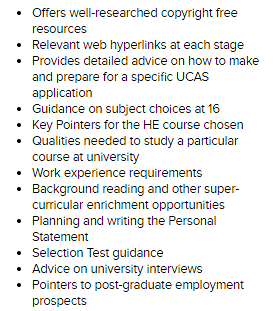 • Offers well-researched copyright free
resources
• Relevant web hyperlinks at each stage
• Provides detailed advice on how to make
and prepare for a specific UCAS
application
• Guidance on subject choices at 16
• Key Pointers for the HE course chosen
• Qualities needed to study a particular
course at university
• Work experience requirements
• Background reading and other super-
curricular enrichment opportunities
• Planning and writing the Personal
Statement
• Selection Test guidance
• Advice on university interviews
• Pointers to post-graduate employment
prospects